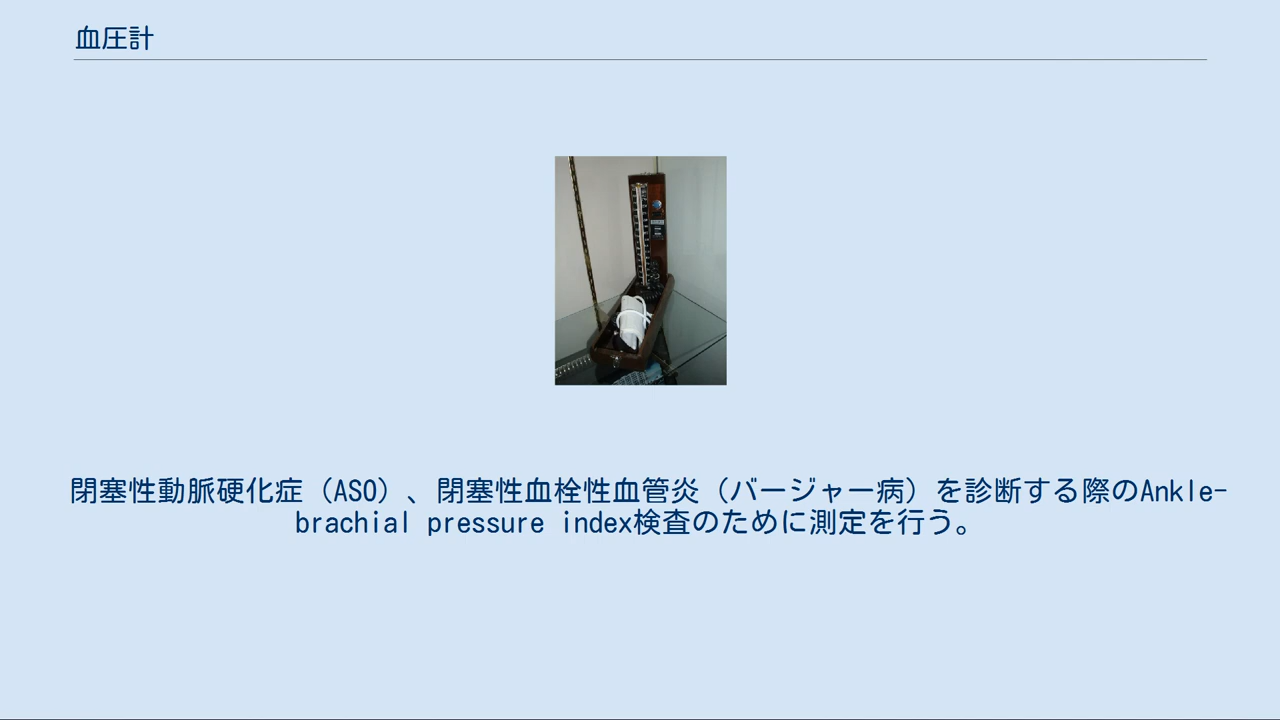 血圧計
閉塞性動脈硬化症（ASO）、閉塞性血栓性血管炎（バージャー病）を診断する際のAnkle-
brachial pressure index検査のために測定を行う。